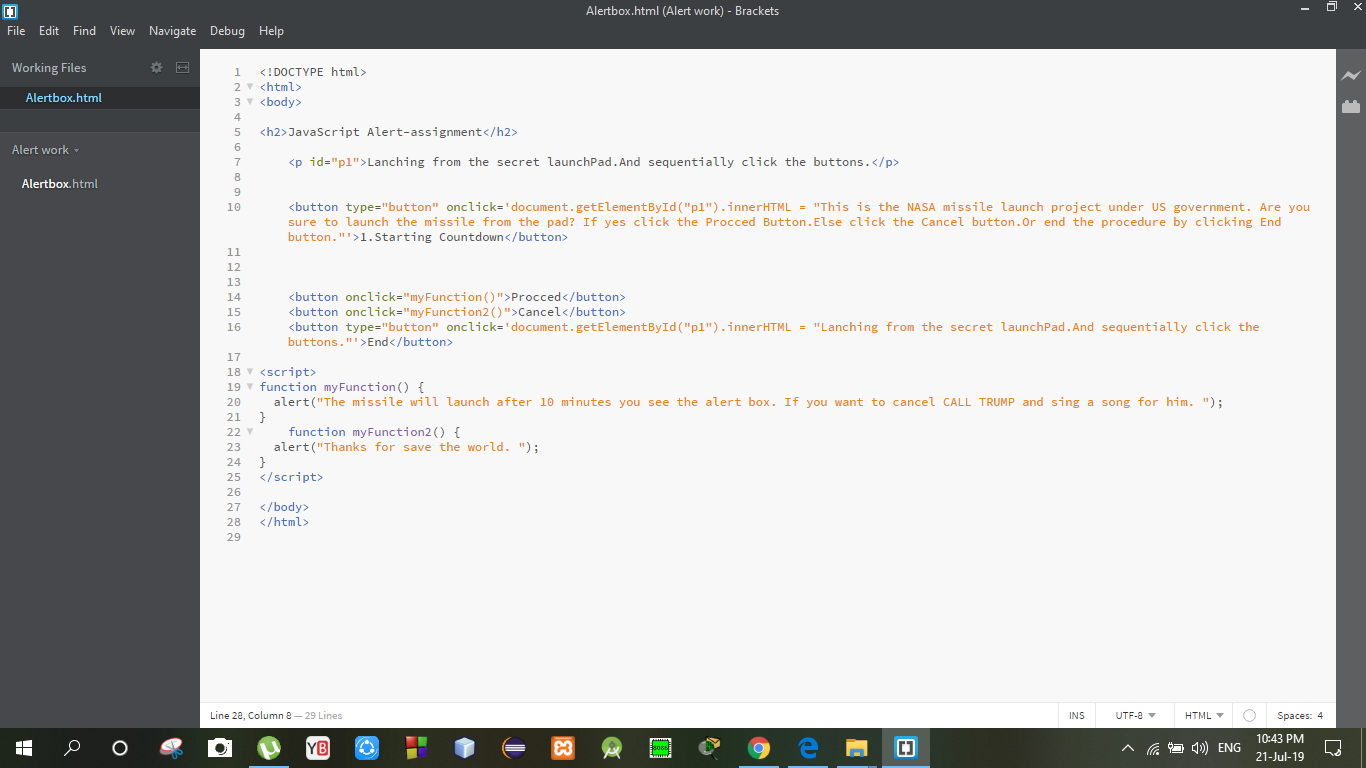 Alertbox.html (Alert work) - Brackets
File Edit Find View Navigate Debug Help
Working Files
Alertbox.html
Alert work
Alertbox.html
1 <!DOCTYPE html>
2 <html>
3 <body>
4
5 <h2>JavaScript Alert-assignment</h2>
6
7 <p id="p1">Lanching from the secret launchPad.And sequentially click the buttons.</p>
8
9
10 <button type="button" onclick='document.getElementById("p1").innerHTML = "This is the NASA missile launch project under US government. Are you
sure to launch the missile from the pad? If yes click the Procced Button.Else click the Cancel button.Or end the procedure by clicking End
button."'>1.Starting Countdown</button>
11
12
13
14 <button onclick="myFunction()">Procced</button>
15 <button onclick="myFunction2()">Cancel</button>
16 <button type="button" onclick='document.getElementById("p1").innerHTML = "Lanching from the secret launchPad.And sequentially click the
buttons."'>End</button>
17
18 <script>
19 function myFunction() {
20 alert("The missile will launch after 10 minutes you see the alert box. If you want to cancel CALL TRUMP and sing a song for him. ");
21 }
22 function myFunction2() {
23 alert("Thanks for save the world. ");
24 }
25 </script>
26
27 </body>
28 </html>
29
Line 28, Column 8 — 29 Lines
INS UTF-8 HTML Spaces: 4
YB
ENG
10:43 PM
21-Jul-19